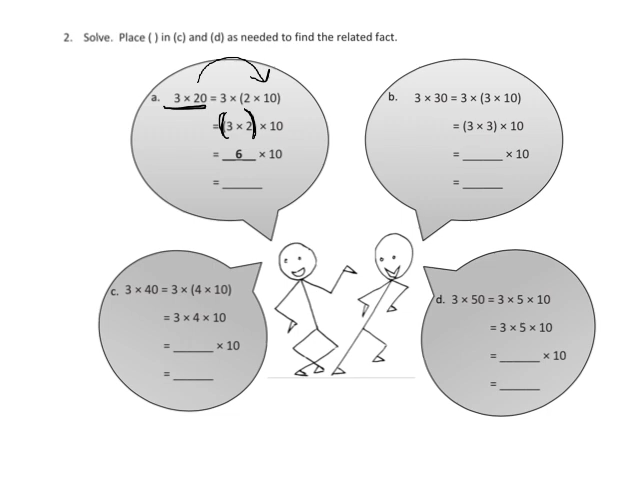 2. Solve. Place ( ) in (c) and (d) as needed to find the related fact.
a. 3 × 20 = 3 × (2 × 10)
= (3 × 2) × 10
= __6__ × 10
= ______
b. 3 × 30 = 3 × (3 × 10)
= (3 × 3) × 10
= ______ × 10
= ______
c. 3 × 40 = 3 × (4 × 10)
= 3 × 4 × 10
= ______ × 10
= ______
d. 3 × 50 = 3 × 5 × 10
= 3 × 5 × 10
= ______ × 10
= ______